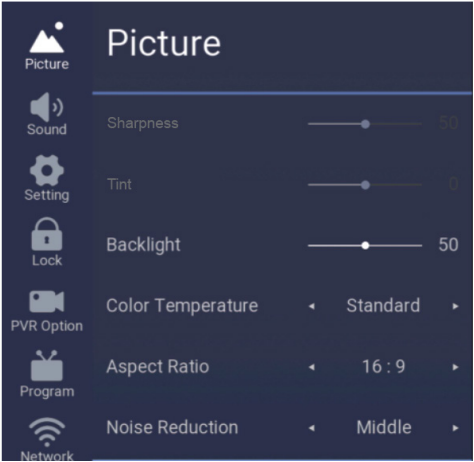 Picture
Picture
Sound
Sharpness 50
Setting
Tint 0
Lock
Backlight 50
PVR Option
Color Temperature Standard
Program
Aspect Ratio 16 : 9
Network
Noise Reduction Middle